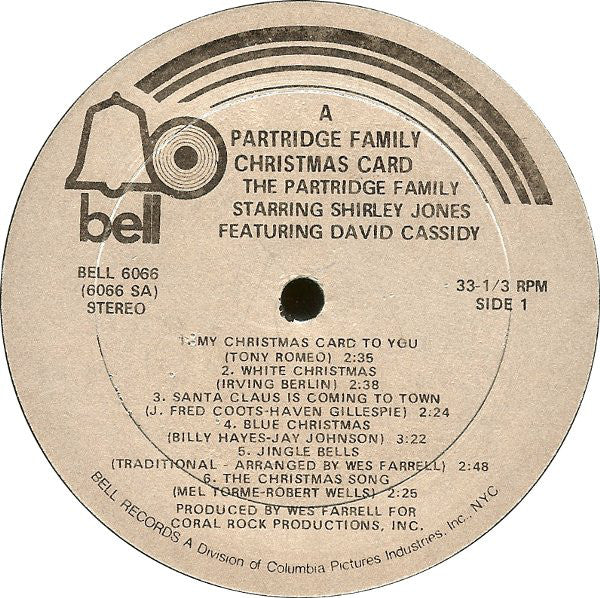 bell
A
PARTRIDGE FAMILY
CHRISTMAS CARD
THE PARTRIDGE FAMILY
STARRING SHIRLEY JONES
FEATURING DAVID CASSIDY
BELL 6066
(6066 SA)
STEREO
33-1/3 RPM
SIDE 1
1. MY CHRISTMAS CARD TO YOU
(TONY ROMEO) 2:35
2. WHITE CHRISTMAS
(IRVING BERLIN) 2:38
3. SANTA CLAUS IS COMING TO TOWN
(J. FRED COOTS-HAVEN GILLESPIE) 2:24
4. BLUE CHRISTMAS
(BILLY HAYES-JAY JOHNSON) 3:22
5. JINGLE BELLS
(TRADITIONAL - ARRANGED BY WES FARRELL) 2:48
6. THE CHRISTMAS SONG
(MEL TORME-ROBERT WELLS) 2:25
PRODUCED BY WES FARRELL FOR
CORAL ROCK PRODUCTIONS, INC.
BELL RECORDS A Division of Columbia Pictures Industries, Inc., NYC